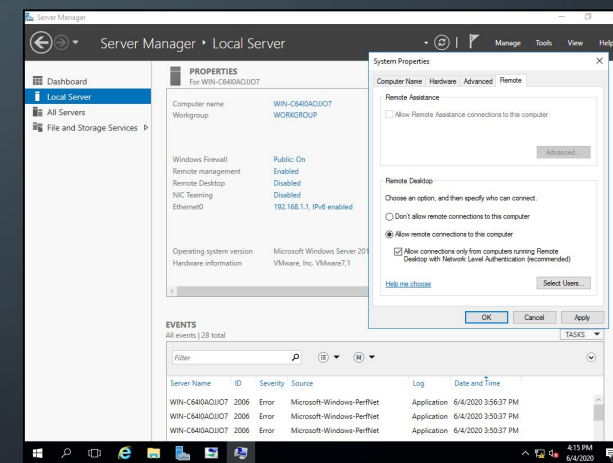 Server Manager
Server Manager • Local Server
Manage Tools View Help
Dashboard
Local Server
All Servers
File and Storage Services
PROPERTIES
For WIN-C64I0AOJJO7
Computer name WIN-C64I0AOJJO7
Workgroup WORKGROUP
Windows Firewall Public: On
Remote management Enabled
Remote Desktop Disabled
NIC Teaming Disabled
Ethernet0 192.168.1.1, IPv6 enabled
Operating system version Microsoft Windows Server 201
Hardware information VMware, Inc. VMware7,1
System Properties
Computer Name Hardware Advanced Remote
Remote Assistance
Allow Remote Assistance connections to this computer
Advanced...
Remote Desktop
Choose an option, and then specify who can connect.
Don't allow remote connections to this computer
Allow remote connections to this computer
Allow connections only from computers running Remote
Desktop with Network Level Authentication (recommended)
Help me choose
Select Users...
OK Cancel Apply
EVENTS
All events | 28 total
TASKS
Filter
Server Name ID Severity Source Log Date and Time
WIN-C64I0AOJJO7 2006 Error Microsoft-Windows-PerfNet Application 6/4/2020 3:56:37 PM
WIN-C64I0AOJJO7 2006 Error Microsoft-Windows-PerfNet Application 6/4/2020 3:50:37 PM
WIN-C64I0AOJJO7 2006 Error Microsoft-Windows-PerfNet Application 6/4/2020 3:50:37 PM
4:15 PM
6/4/2020